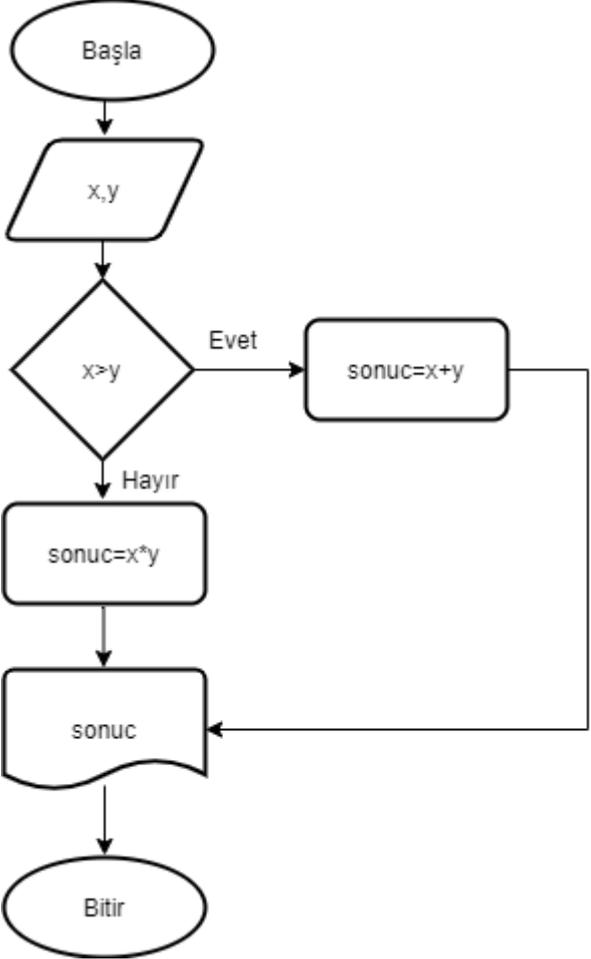 Başla
x,y
x>y
Evet
sonuc=x+y
Hayır
sonuc=x*y
sonuc
Bitir